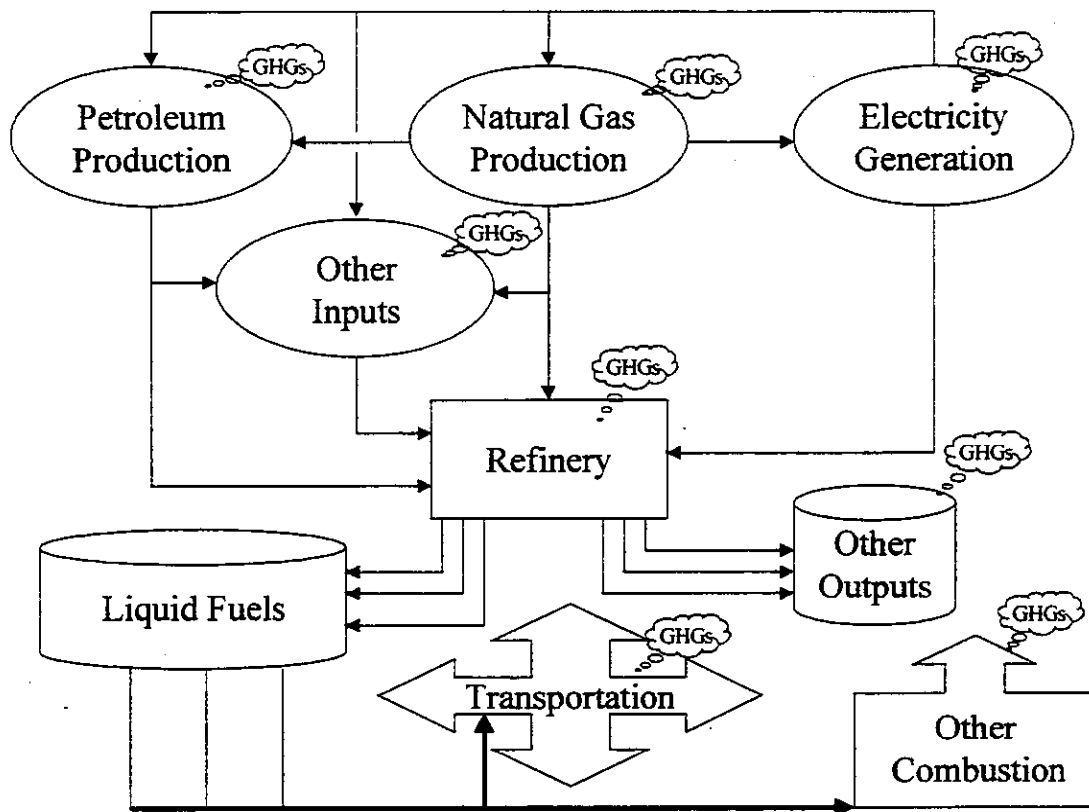 GHGs
GHGs
GHGs
Petroleum
Production
Natural Gas
Production
Electricity
Generation
GHGs
Other
Inputs
GHGs
Refinery
GHGs
Other
Outputs
Liquid Fuels
GHGs
Transportation
GHGs
Other
Combustion